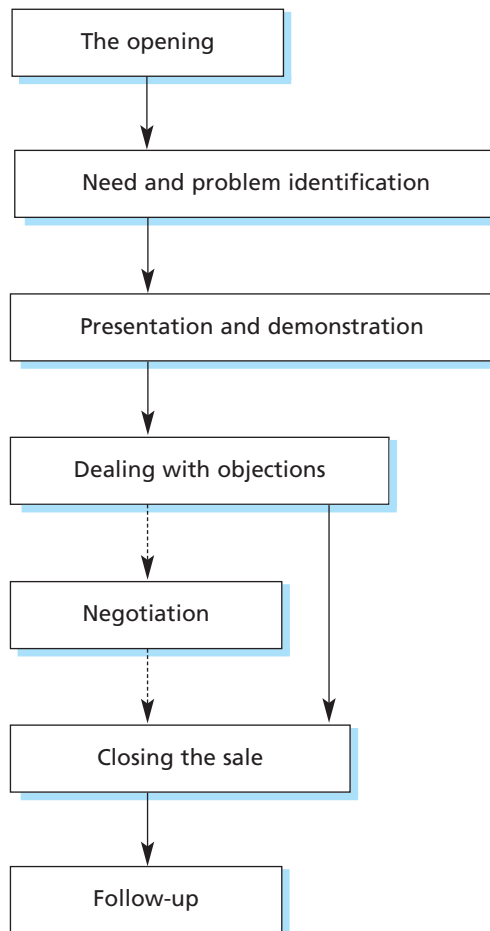 The opening
Need and problem identification
Presentation and demonstration
Dealing with objections
Negotiation
Closing the sale
Follow-up